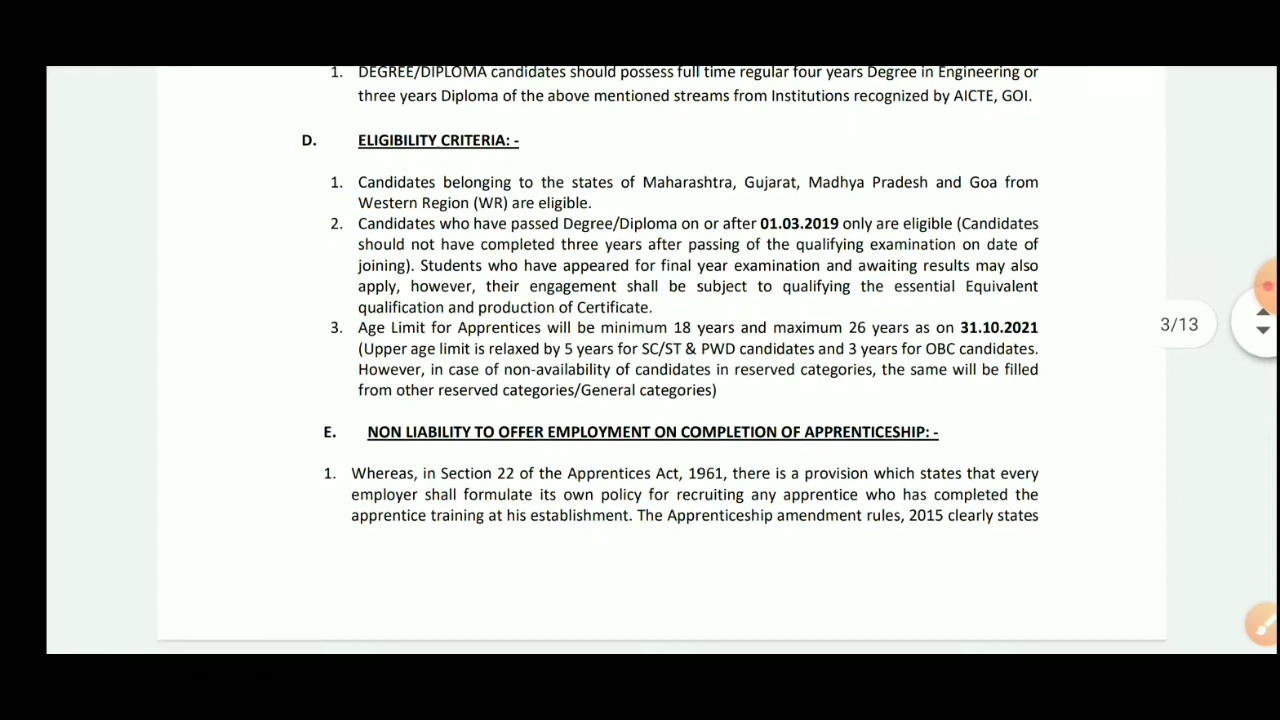 1. DEGREE/DIPLOMA candidates should possess full time regular four years Degree in Engineering or
three years Diploma of the above mentioned streams from Institutions recognized by AICTE, GOI.
D. ELIGIBILITY CRITERIA: -
1. Candidates belonging to the states of Maharashtra, Gujarat, Madhya Pradesh and Goa from
Western Region (WR) are eligible.
2. Candidates who have passed Degree/Diploma on or after 01.03.2019 only are eligible (Candidates
should not have completed three years after passing of the qualifying examination on date of
joining). Students who have appeared for final year examination and awaiting results may also
apply, however, their engagement shall be subject to qualifying the essential Equivalent
qualification and production of Certificate.
3. Age Limit for Apprentices will be minimum 18 years and maximum 26 years as on 31.10.2021
(Upper age limit is relaxed by 5 years for SC/ST & PWD candidates and 3 years for OBC candidates.
However, in case of non-availability of candidates in reserved categories, the same will be filled
from other reserved categories/General categories)
3/13
E. NON LIABILITY TO OFFER EMPLOYMENT ON COMPLETION OF APPRENTICESHIP: -
1. Whereas, in Section 22 of the Apprentices Act, 1961, there is a provision which states that every
employer shall formulate its own policy for recruiting any apprentice who has completed the
apprentice training at his establishment. The Apprenticeship amendment rules, 2015 clearly states